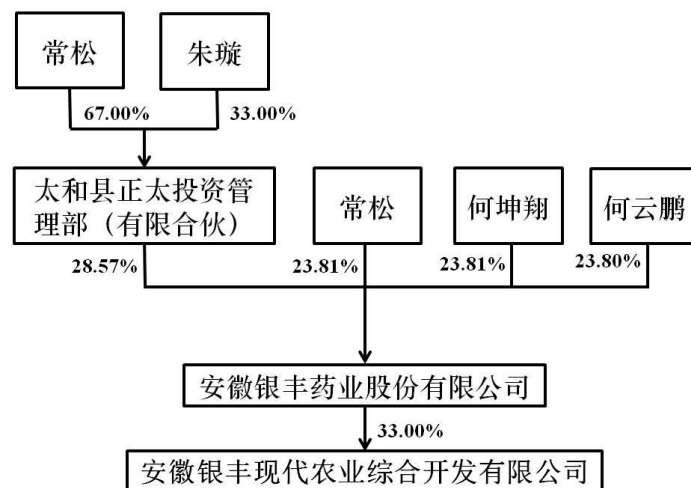 常松
朱璇
67.00%
33.00%
太和县正太投资管
理部（有限合伙）
常松
何坤翔
何云鹏
28.57%
23.81%
23.81%
23.80%
安徽银丰药业股份有限公司
33.00%
安徽银丰现代农业综合开发有限公司